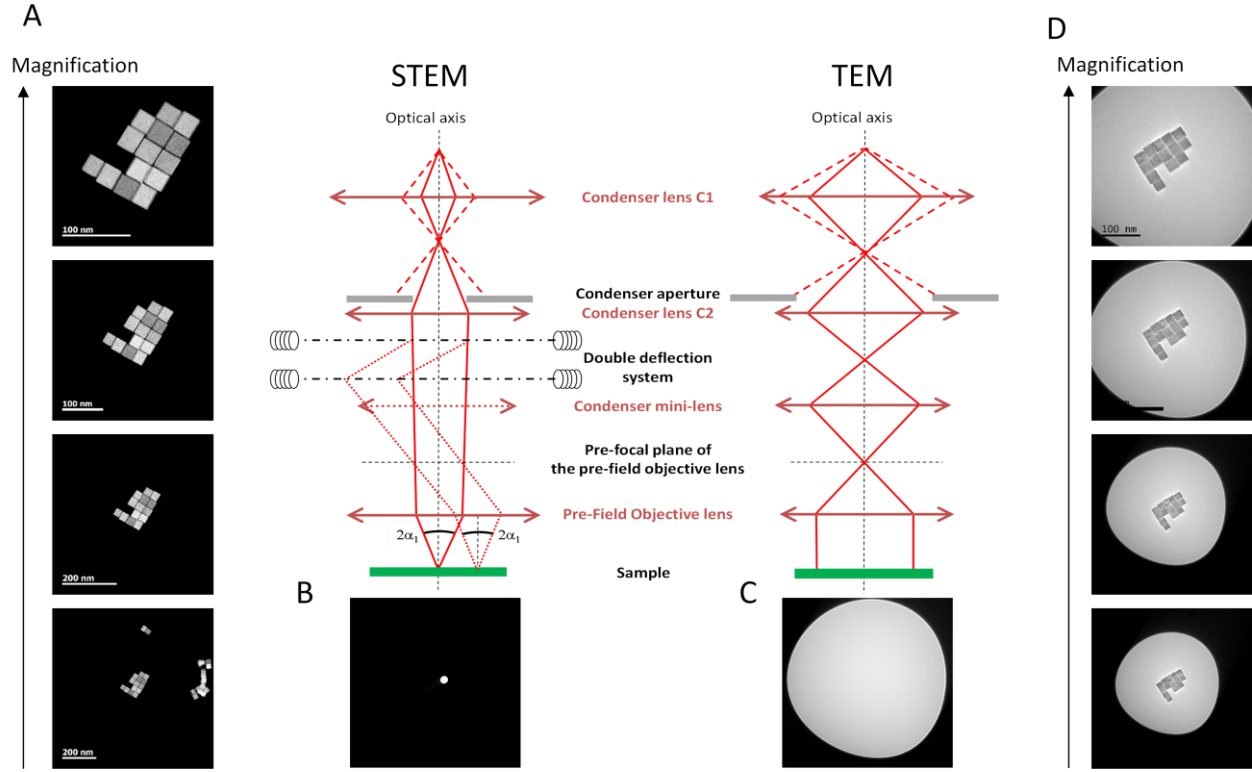 A
D
Magnification
STEM
TEM
Magnification
Optical axis
Optical axis
Condenser lens C1
100 nm
100 nm
Condenser aperture
Condenser lens C2
Double deflection
system
100 nm
Condenser mini-lens
Pre-focal plane of
the pre-field objective lens
Pre-Field Objective lens
2α1
2α1
200 nm
Sample
B
C
200 nm